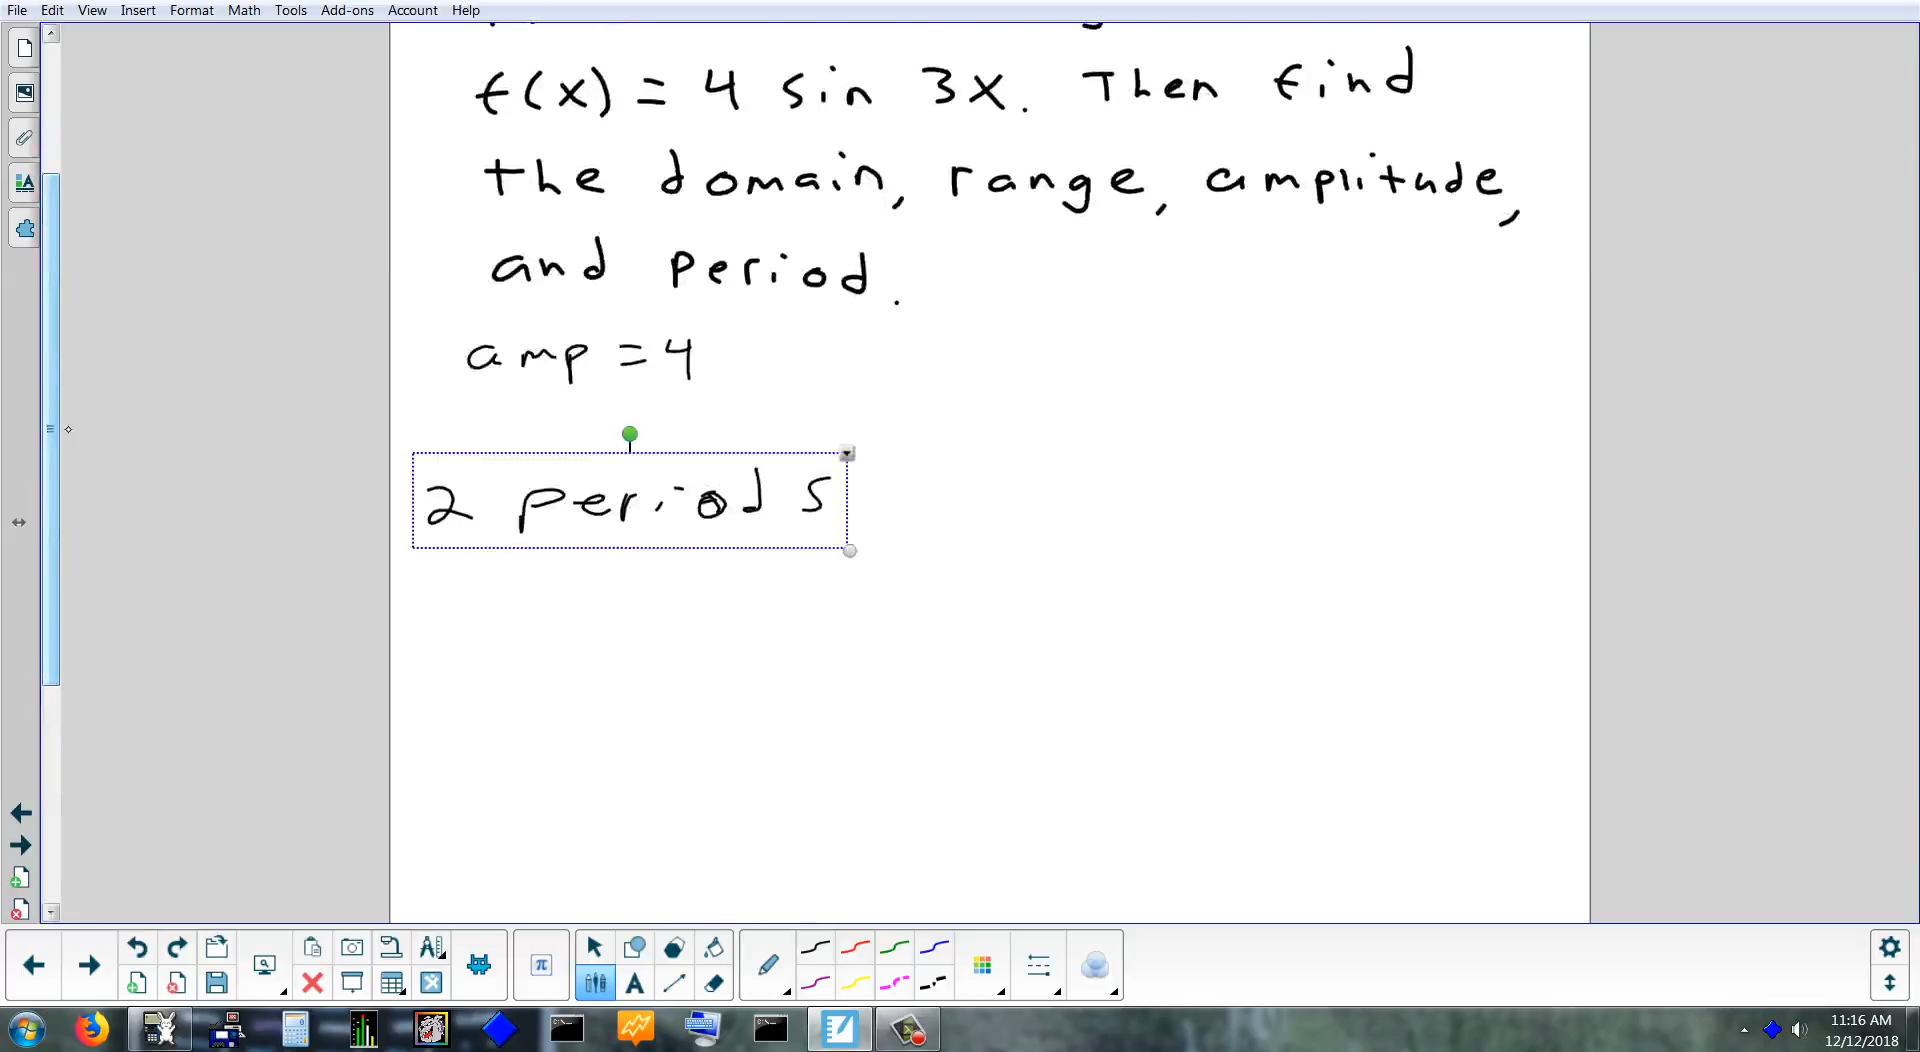 File Edit View Insert Format Math Tools Add-ons Account Help
f(x) = 4 sin 3x. Then find
the domain, range, amplitude,
and period.
amp = 4
2 periods
11:16 AM
12/12/2018